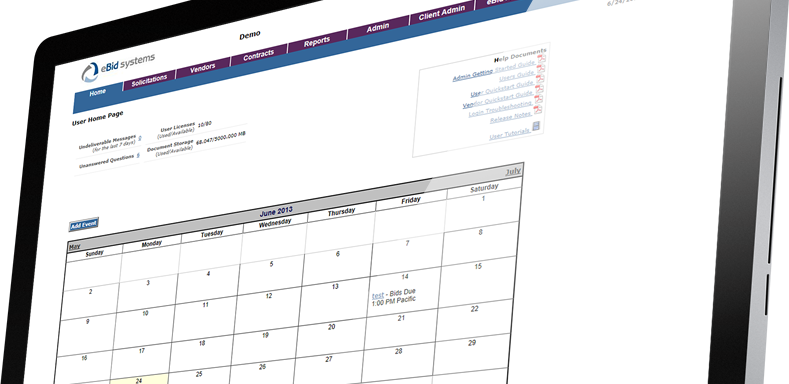 6/24/
Demo
eBid systems
Home
Solicitations
Vendors
Contracts
Reports
Admin
Client Admin
eBid
User Home Page
Undeliverable Messages 0
(for the last 7 days)
User Licenses 10/80
(Used/Available)
Unanswered Questions 8
Document Storage 68.047/5000.000 MB
(Used/Available)
Help Documents
Admin Getting Started Guide
Users Guide
User Quickstart Guide
Vendor Quickstart Guide
Login Troubleshooting
Release Notes
User Tutorials
Add Event
May June 2013 July
Sunday Monday Tuesday Wednesday Thursday Friday Saturday
1
2 3 4 5 6 7 8
9 10 11 12 13 14 15
test - Bids Due
1:00 PM Pacific
16 17 18 19 20 21 22
24 25 26 27 28 29